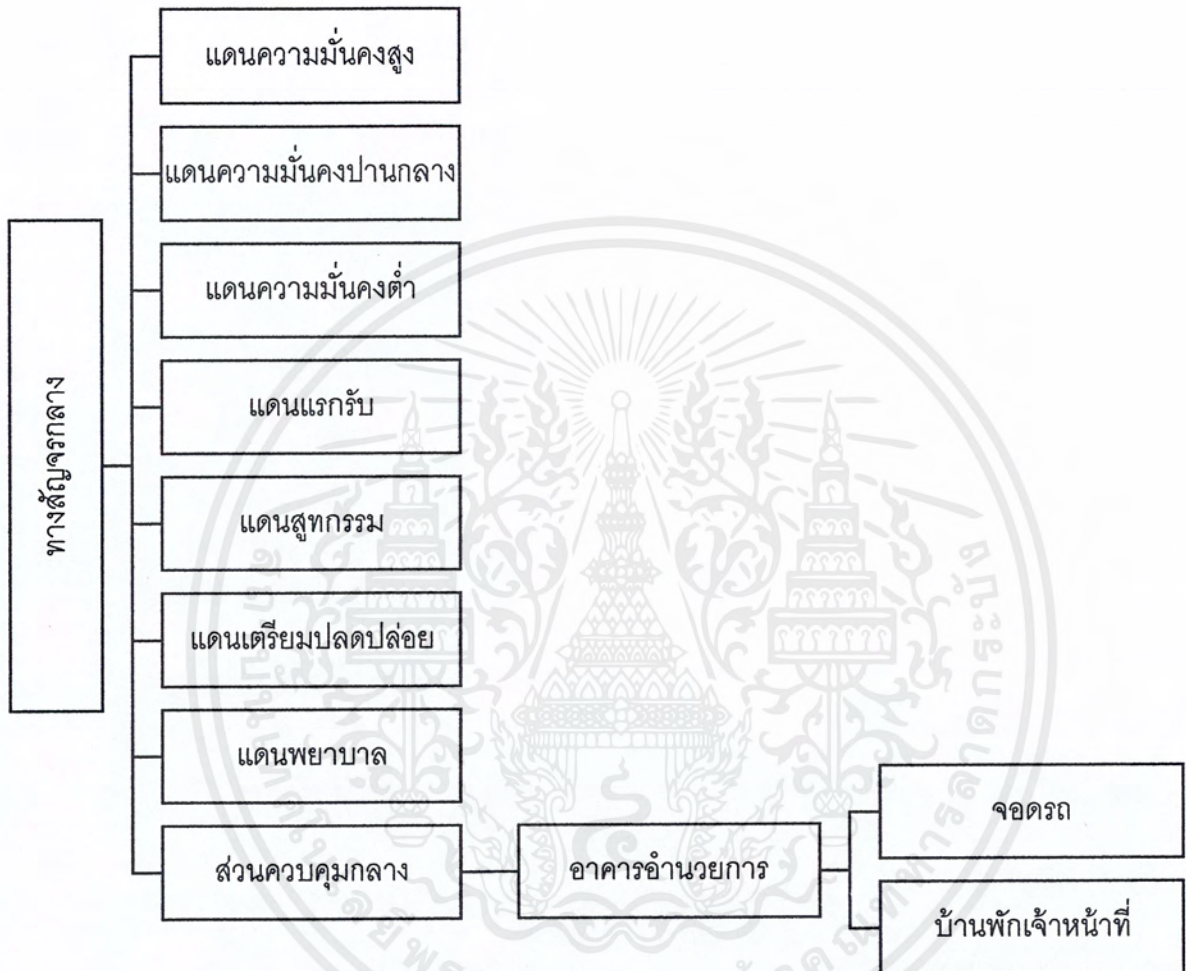 แดนความมั่นคงสูง
แดนความมั่นคงปานกลาง
แดนความมั่นคงต่ำ
ทางสัญจรกลาง
แดนแรกรับ
แดนสูทกรรม
แดนเตรียมปลดปล่อย
แดนพยาบาล
ส่วนควบคุมกลาง
อาคารอำนวยการ
จอดรถ
บ้านพักเจ้าหน้าที่